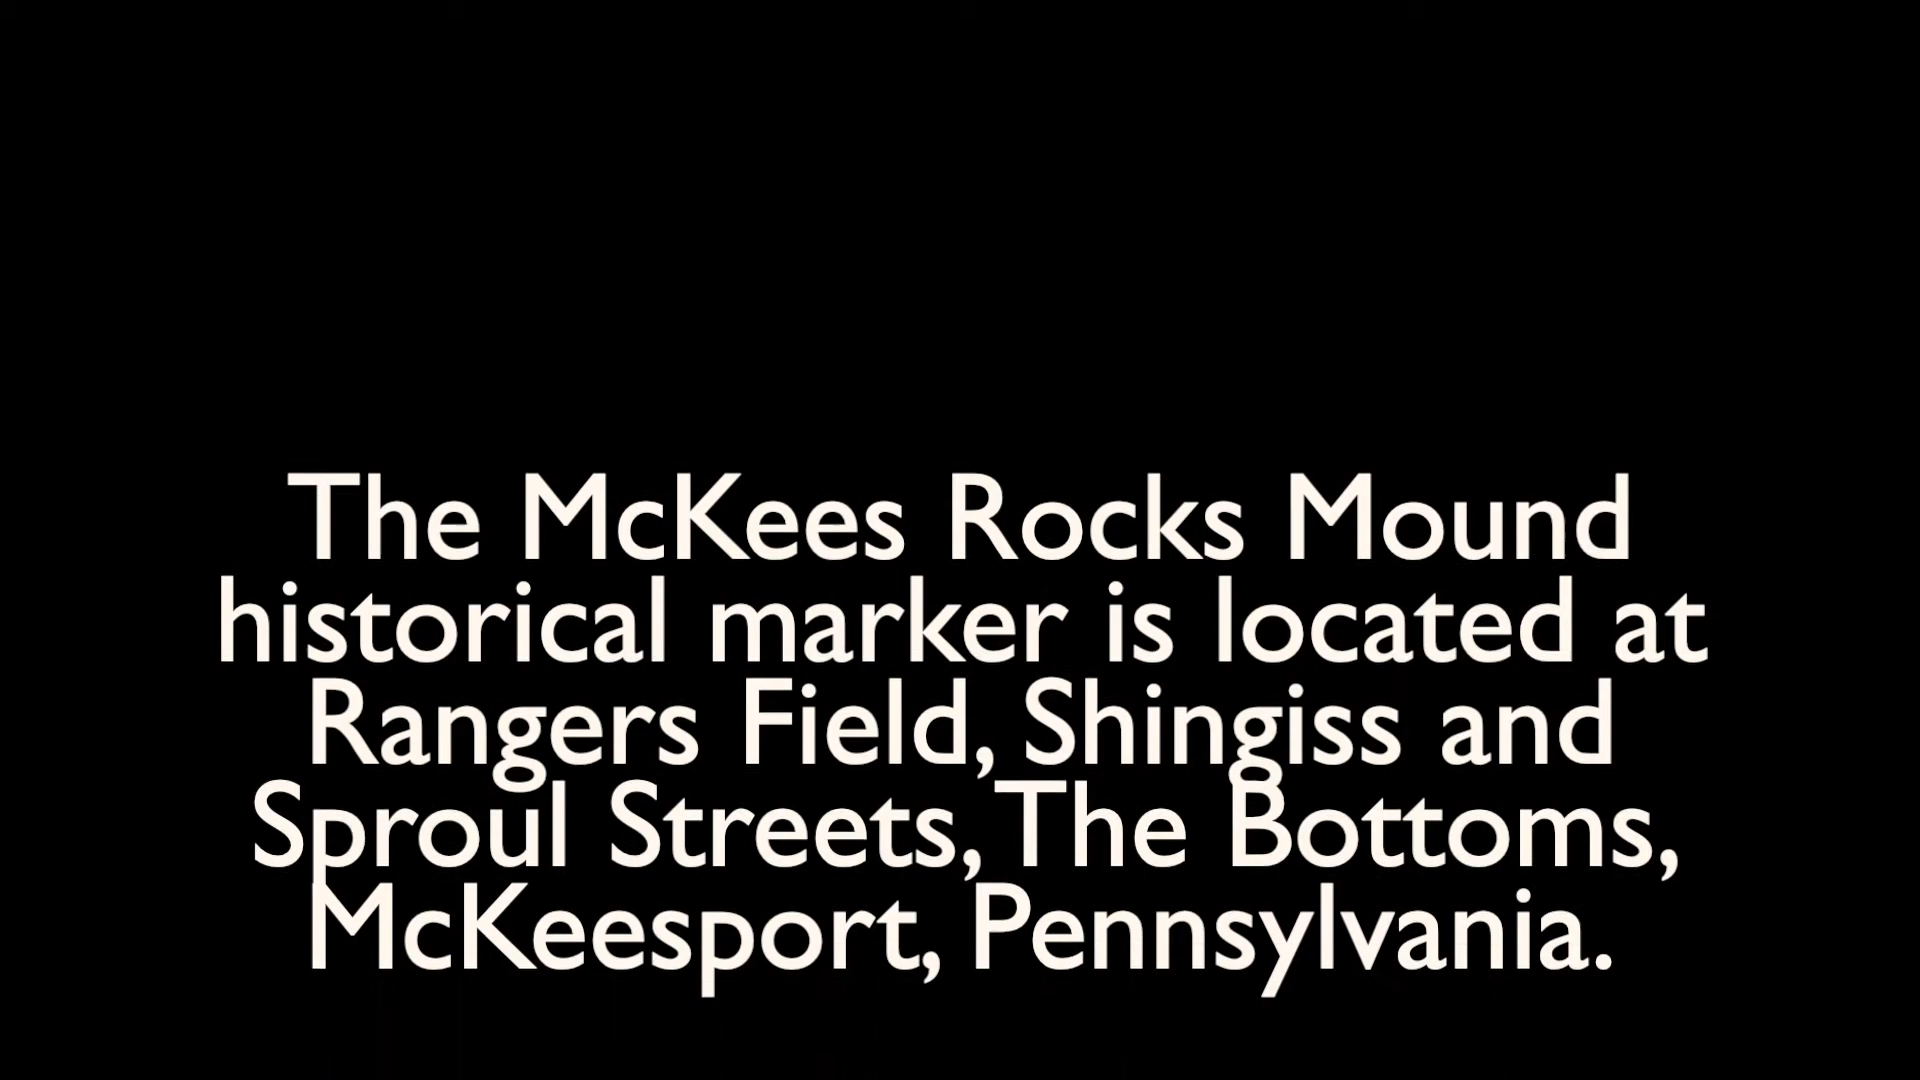 The McKees Rocks Mound
historical marker is located at
Rangers Field, Shingiss and
Sproul Streets, The Bottoms,
McKeesport, Pennsylvania.